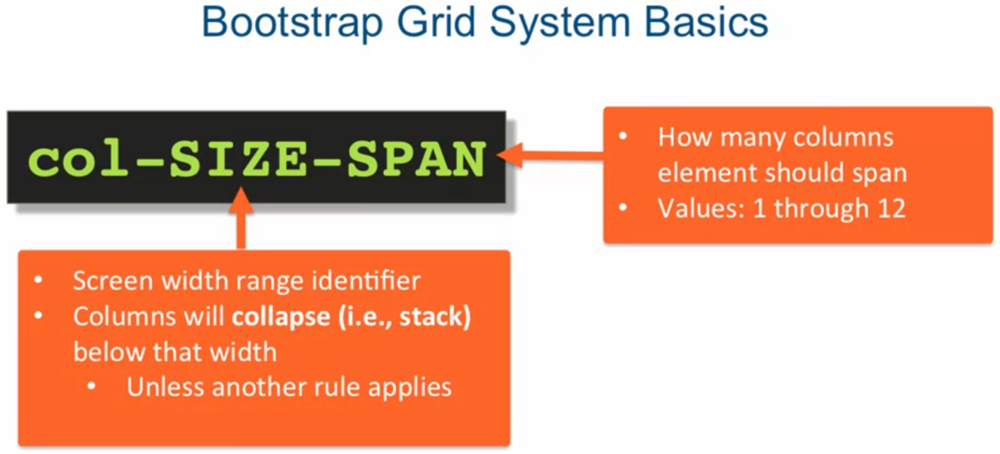 Bootstrap Grid System Basics
col-SIZE-SPAN
• How many columns
element should span
• Values: 1 through 12
• Screen width range identifier
• Columns will collapse (i.e., stack)
below that width
• Unless another rule applies